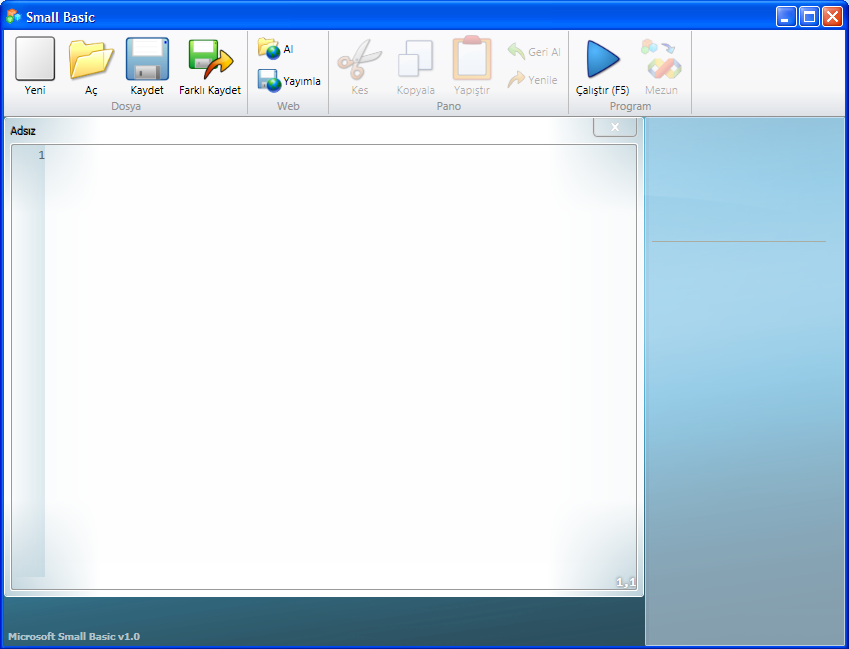 Small Basic
Yeni
Aç
Kaydet
Farklı Kaydet
Dosya
Al
Yayımla
Web
Kes
Kopyala
Yapıştır
Geri Al
Yenile
Pano
Çalıştır (F5)
Mezun
Program
Adsız
X
1
1,1
Microsoft Small Basic v1.0